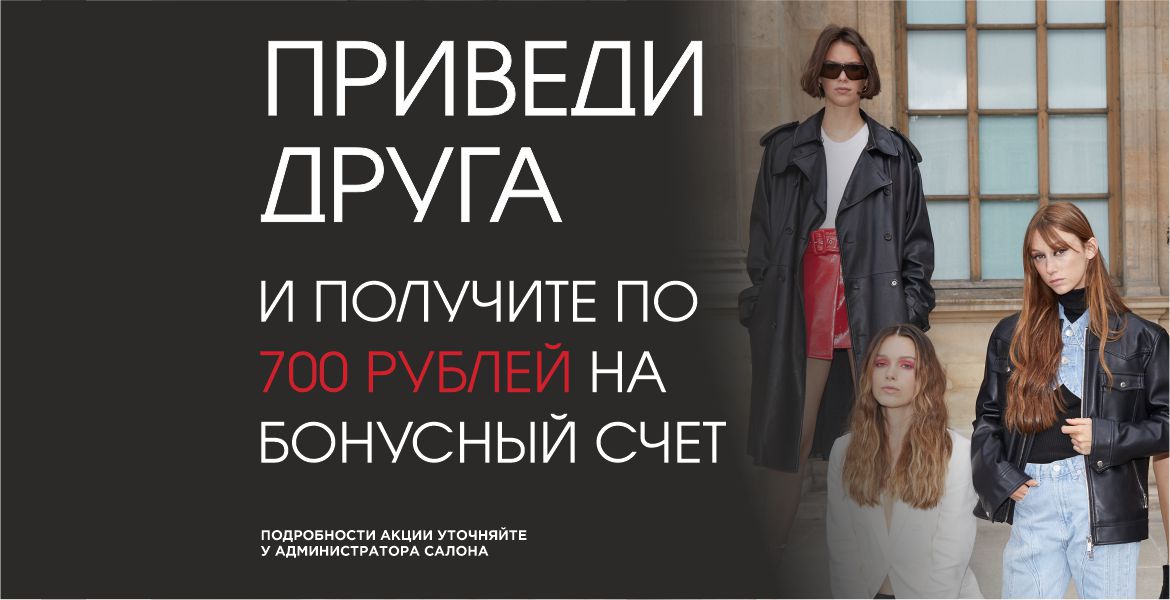 ПРИВЕДИ
ДРУГА
И ПОЛУЧИТЕ ПО
700 РУБЛЕЙ НА
БОНУСНЫЙ СЧЕТ
ПОДРОБНОСТИ АКЦИИ УТОЧНЯЙТЕ
У АДМИНИСТРАТОРА САЛОНА